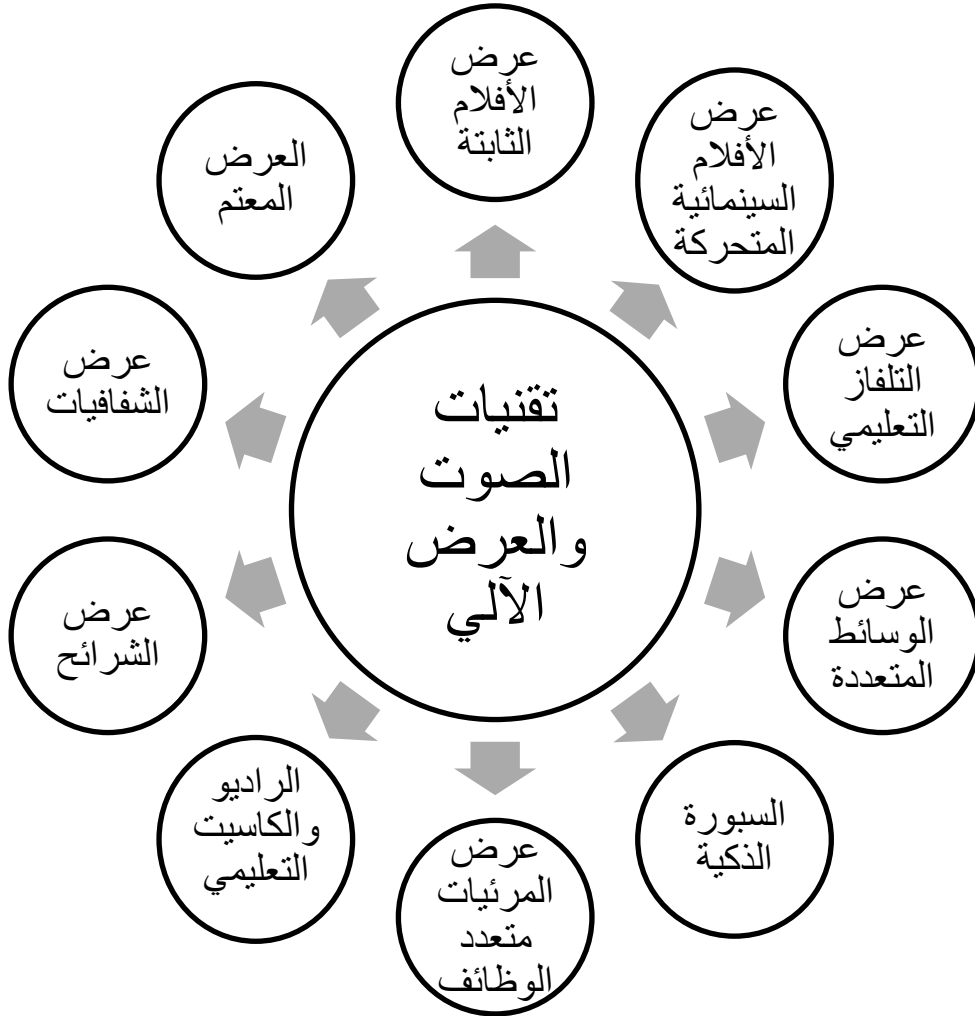 عرض
الأفلام
الثابتة
عرض
الأفلام
السينمائية
المتحركة
عرض
التلفاز
التعليمي
عرض
الوسائط
المتعددة
السبورة
الذكية
عرض
المرئيات
متعدد
الوظائف
الراديو
والكاسيت
التعليمي
عرض
الشرائح
عرض
الشفافيات
العرض
المعتم
تقنيات
الصوت
والعرض
الآلي